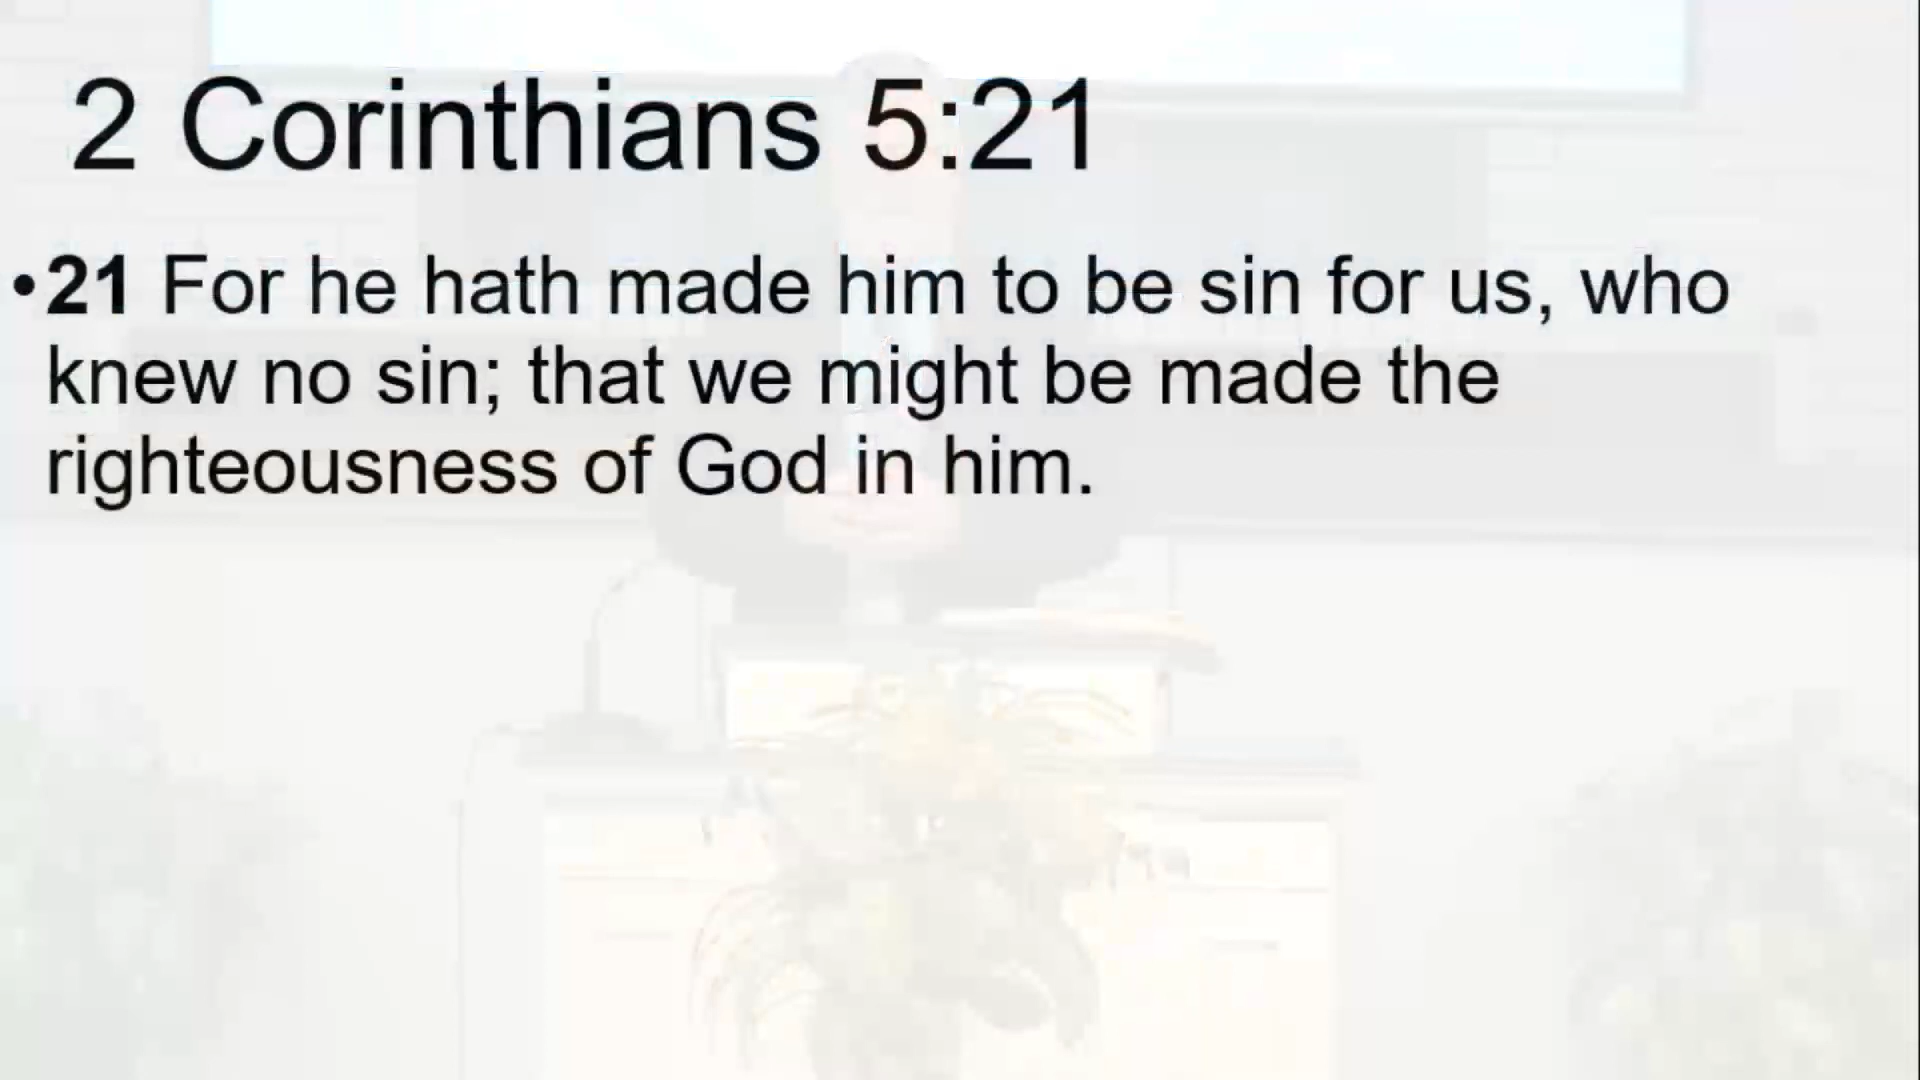 2 Corinthians 5:21
•21 For he hath made him to be sin for us, who
knew no sin; that we might be made the
righteousness of God in him.